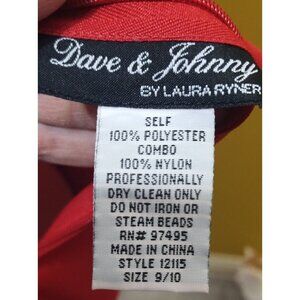 Dave & Johnny
BY LAURA RYNER
SELF
100% POLYESTER
COMBO
100% NYLON
PROFESSIONALLY
DRY CLEAN ONLY
DO NOT IRON OR
STEAM BEADS
RN# 97495
MADE IN CHINA
STYLE 12115
SIZE 9/10